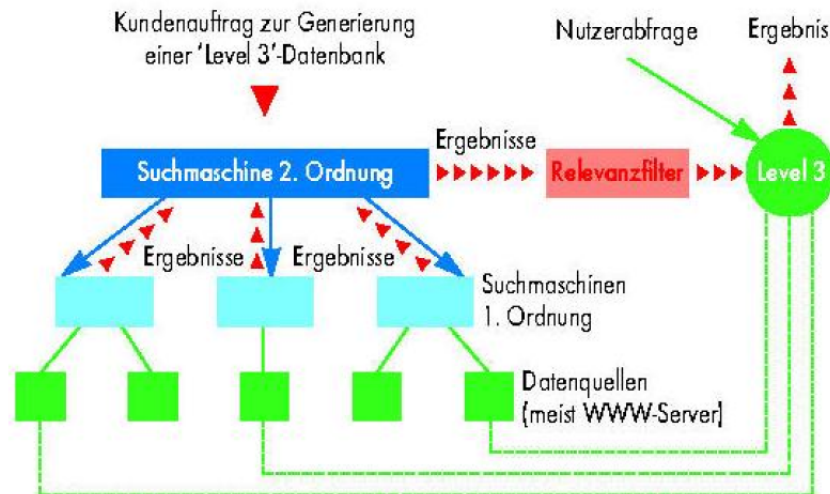 Kundenauftrag zur Generierung
einer 'Level 3'-Datenbank
Nutzerabfrage
Ergebnis
Ergebnisse
Suchmaschine 2. Ordnung
Relevanzfilter
Level 3
Ergebnisse
Ergebnisse
Suchmaschinen
1. Ordnung
Datenquellen
(meist WWW-Server)